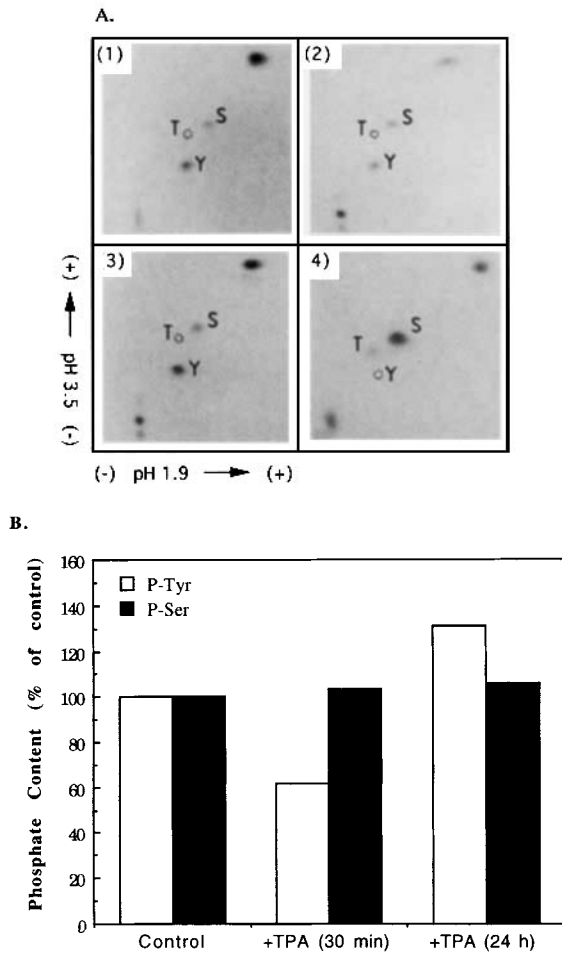 A.
(1)
(2)
T S
Y
T S
Y
3)
4)
T S
Y
T S
Y
(-) pH 3.5 (+)
(-) pH 1.9 (+)
B.
Phosphate Content (% of control)
160
140
120
100
80
60
40
20
0
P-Tyr
P-Ser
Control
+TPA (30 min)
+TPA (24 h)